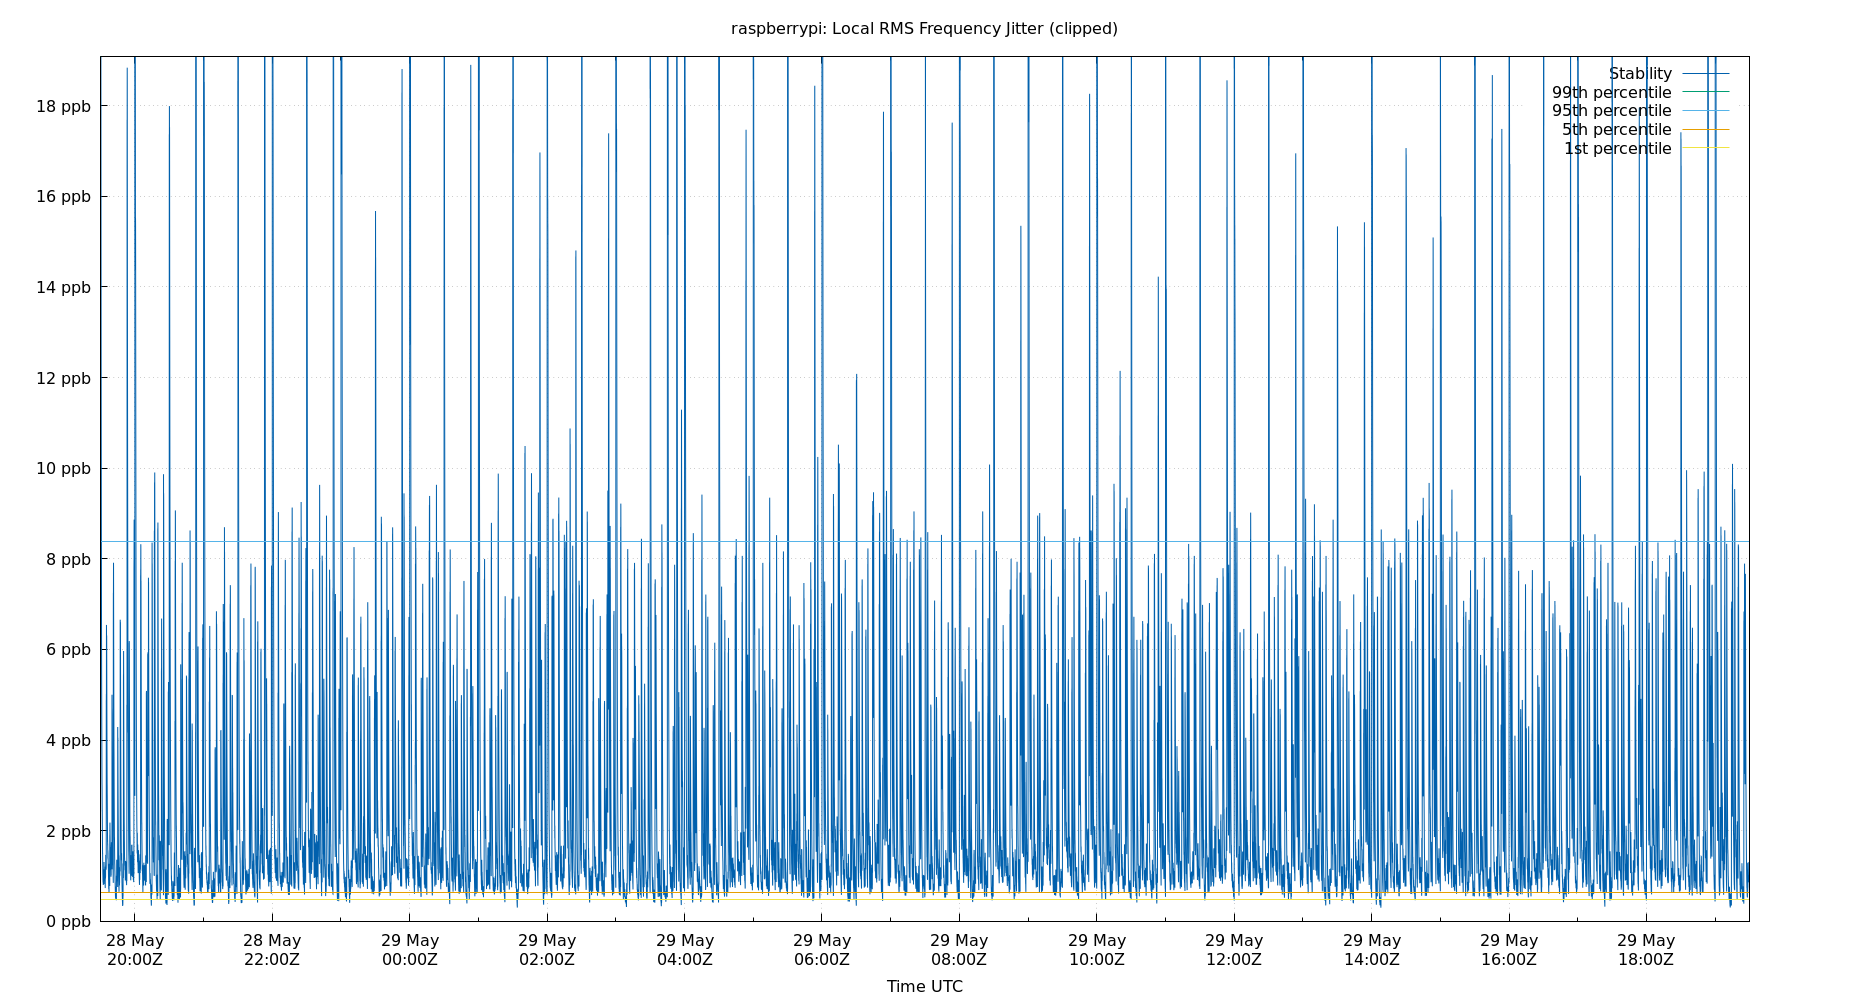 raspberrypi: Local RMS Frequency Jitter (clipped)
Stability
99th percentile
95th percentile
5th percentile
1st percentile
18 ppb
16 ppb
14 ppb
12 ppb
10 ppb
8 ppb
6 ppb
4 ppb
2 ppb
0 ppb
28 May 28 May 29 May 29 May 29 May 29 May 29 May 29 May 29 May 29 May 29 May 29 May
20:00Z 22:00Z 00:00Z 02:00Z 04:00Z 06:00Z 08:00Z 10:00Z 12:00Z 14:00Z 16:00Z 18:00Z
Time UTC